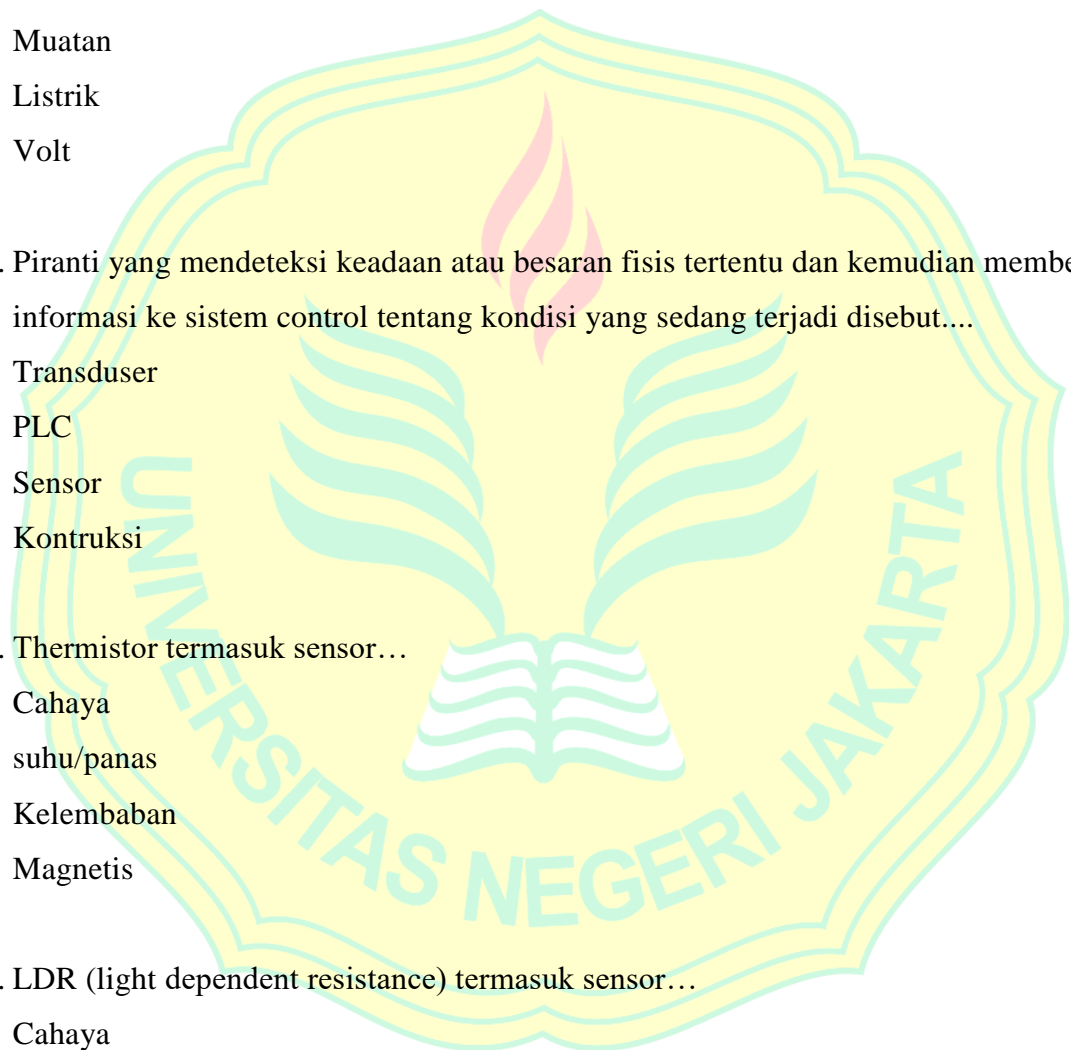 Muatan
Listrik
Volt
. Piranti yang mendeteksi keadaan atau besaran fisis tertentu dan kemudian membe
informasi ke sistem control tentang kondisi yang sedang terjadi disebut....
Transduser
PLC
Sensor
Kontruksi
. Thermistor termasuk sensor…
Cahaya
suhu/panas
Kelembaban
Magnetis
. LDR (light dependent resistance) termasuk sensor…
Cahaya
UNIVERSITAS NEGERI JAKARTA